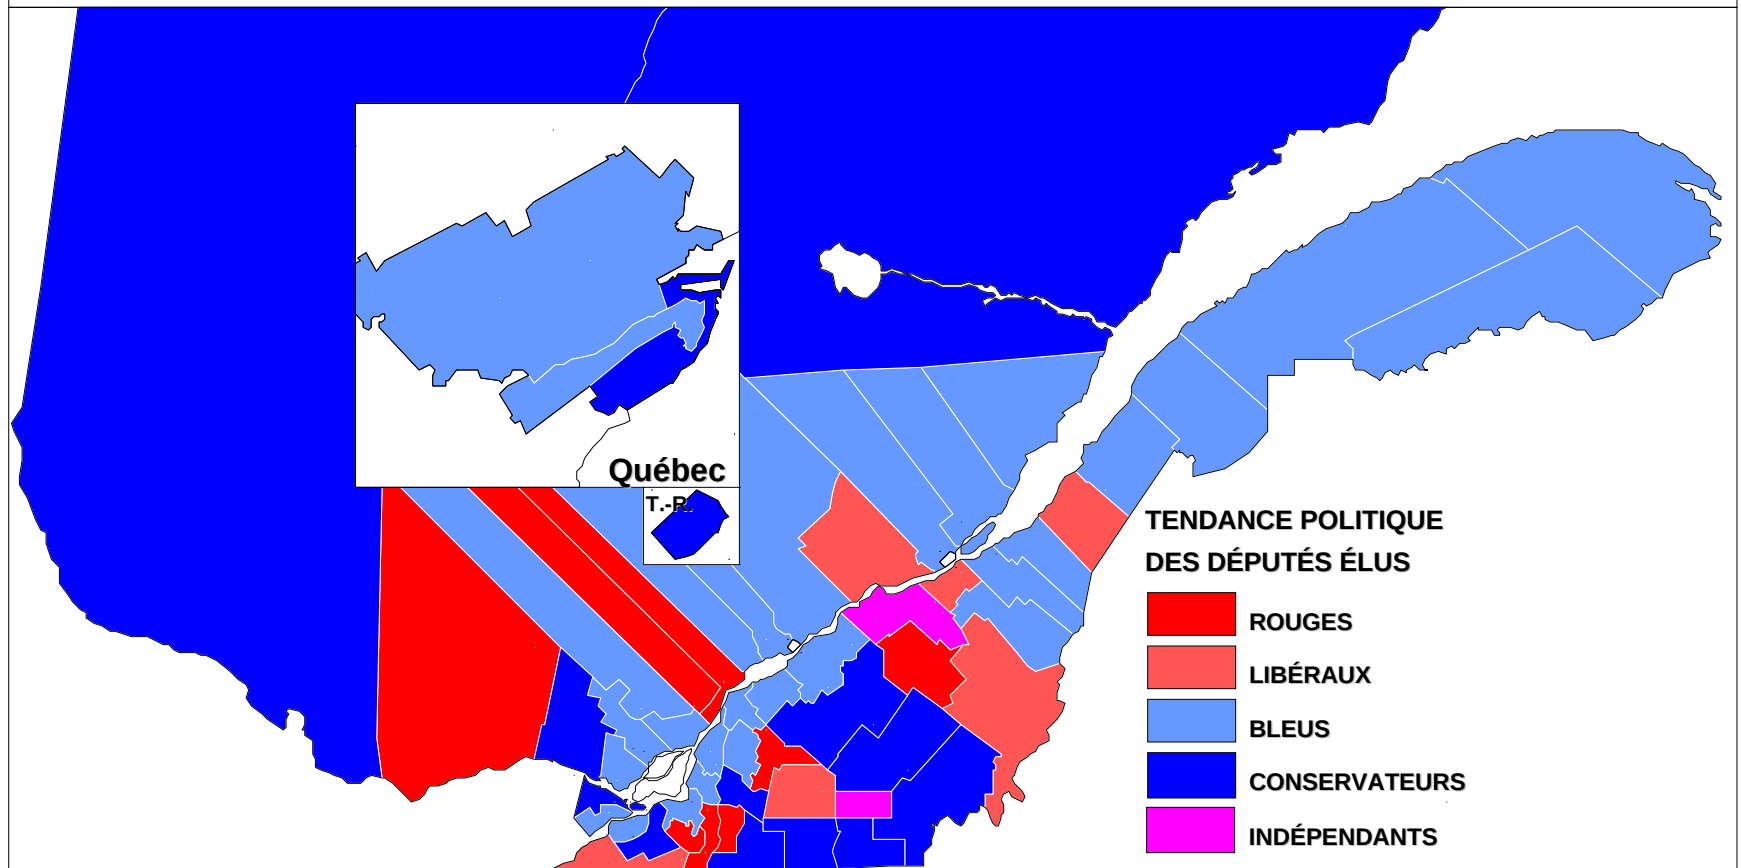 Québec
T.-R.
TENDANCE POLITIQUE
DES DÉPUTÉS ÉLUS
ROUGES
LIBÉRAUX
BLEUS
CONSERVATEURS
INDÉPENDANTS